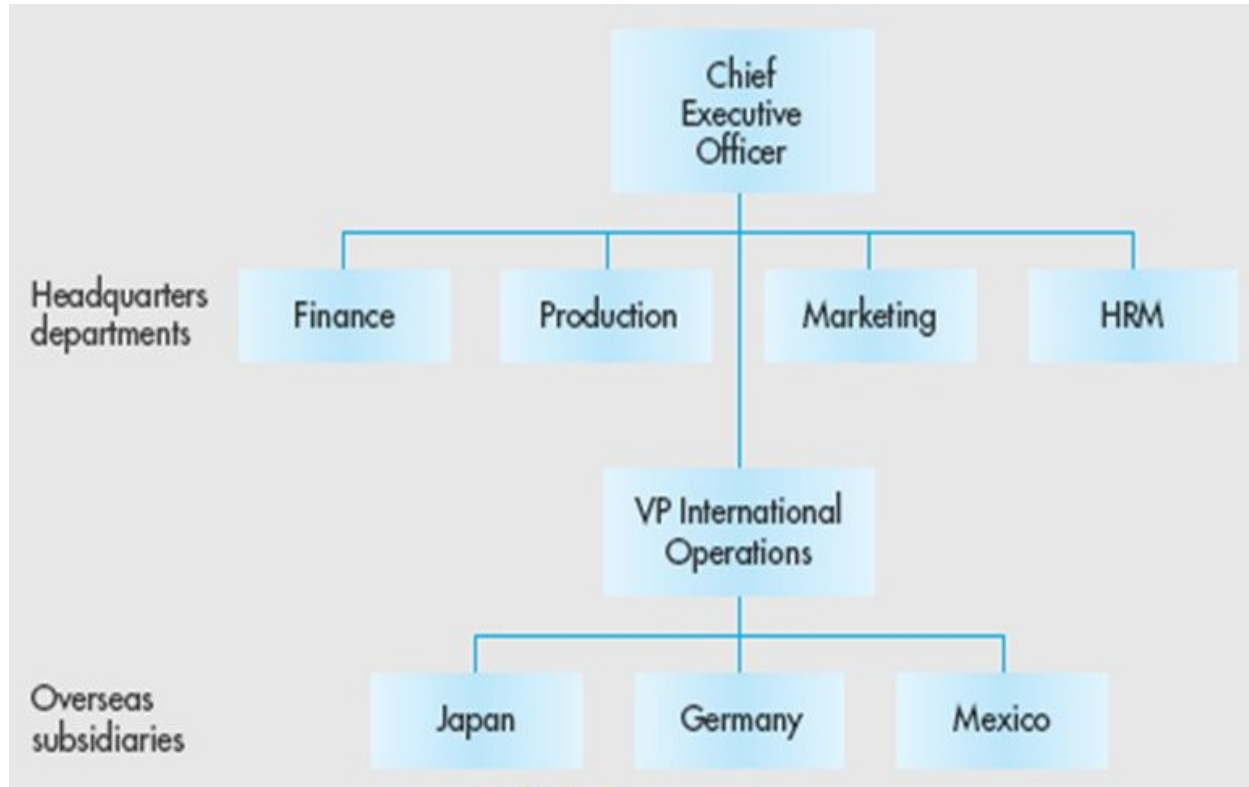 Chief
Executive
Officer
Headquarters
departments
Finance
Production
Marketing
HRM
VP International
Operations
Overseas
subsidiaries
Japan
Germany
Mexico